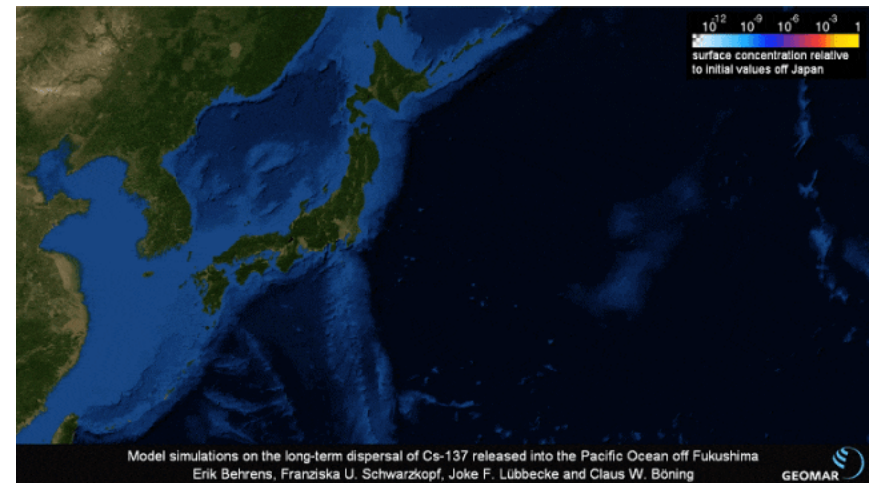 10-12 10-9 10-6 10-3 1
surface concentration relative
to initial values off Japan
Model simulations on the long-term dispersal of Cs-137 released into the Pacific Ocean off Fukushima
Erik Behrens, Franziska U. Schwarzkopf, Joke F. Lübbecke and Claus W. Böning
GEOMAR